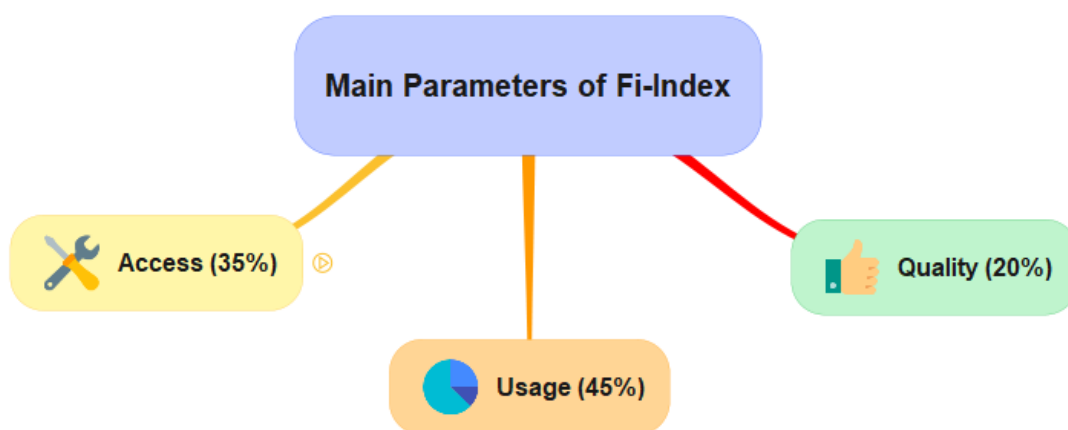 Main Parameters of Fi-Index
Access (35%)
Quality (20%)
Usage (45%)